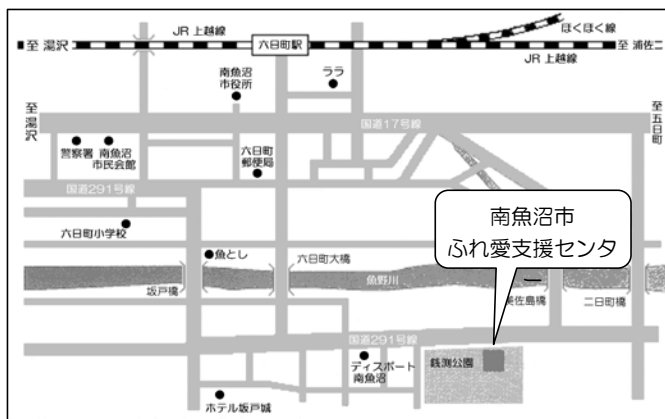 ほくほく線
JR 上越線
至 湯沢
六日町駅
JR 上越線
至 浦佐
南魚沼
市役所
ララ
至湯沢
国道17号線
至五日町
警察署
南魚沼
市民会館
六日町
郵便局
国道291号線
六日町小学校
南魚沼市
ふれ愛支援センター
魚とし
六日町大橋
魚野川
坂戸橋
美佐島橋
二日町橋
国道291号線
ディスポート
南魚沼
銭淵公園
ホテル坂戸城